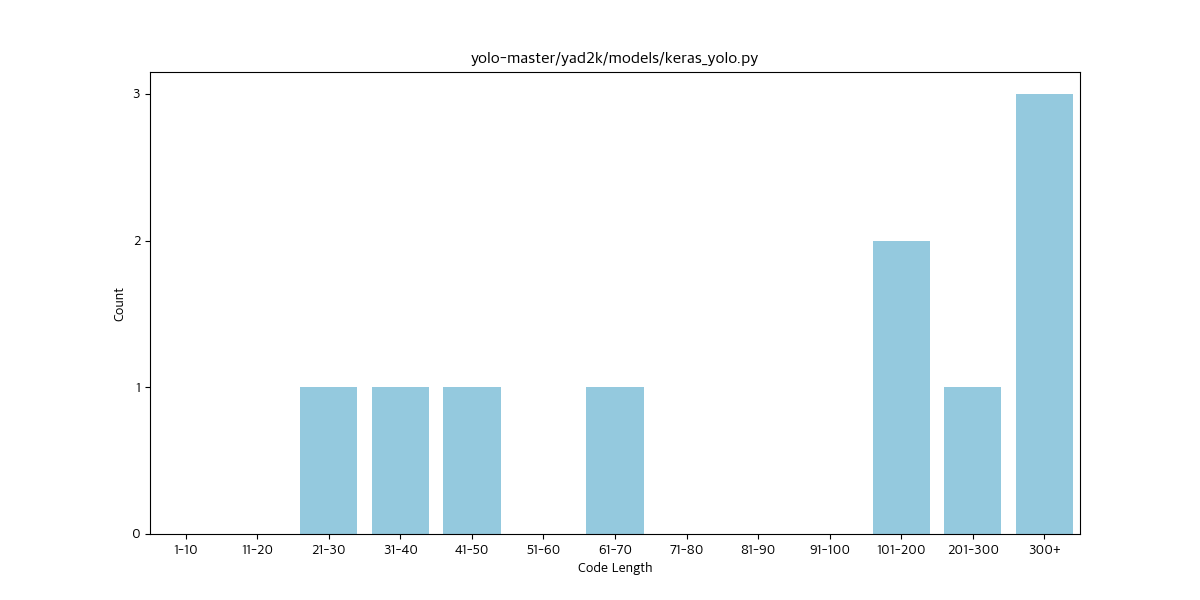 yolo-master/yad2k/models/keras_yolo.py
3
2
1
0
Count
1-10 11-20 21-30 31-40 41-50 51-60 61-70 71-80 81-90 91-100 101-200 201-300 300+
Code Length